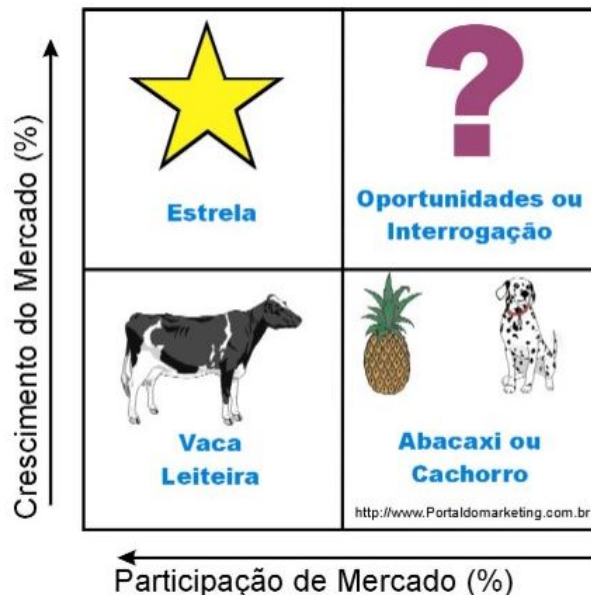 Crescimento do Mercado (%)
?
Estrela
Oportunidades ou
Interrogação
Vaca
Leiteira
Abacaxi ou
Cachorro
http://www.Portaldomarketing.com.br
Participação de Mercado (%)